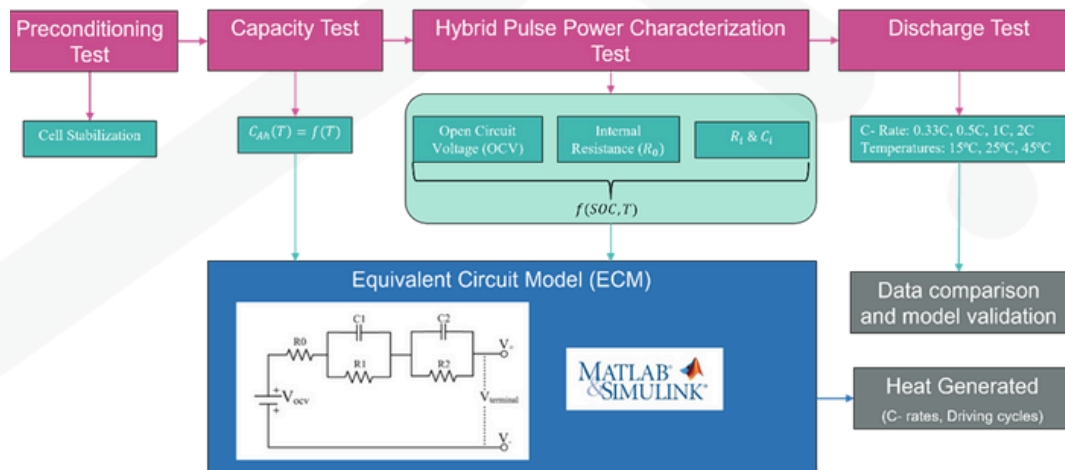 Preconditioning
Test
Capacity Test
Hybrid Pulse Power Characterization
Test
Discharge Test
Cell Stabilization
C_Ah(T) = f(T)
Open Circuit
Voltage (OCV)
Internal
Resistance (R_0)
R_i & C_i
f(SOC, T)
C- Rate: 0.33C, 0.5C, 1C, 2C
Temperatures: 15ºC, 25ºC, 45ºC
Equivalent Circuit Model (ECM)
C1
C2
V+
R0
R1
R2
Vocv
Vterminal
V-
MATLAB®
&SIMULINK®
Data comparison
and model validation
Heat Generated
(C- rates, Driving cycles)